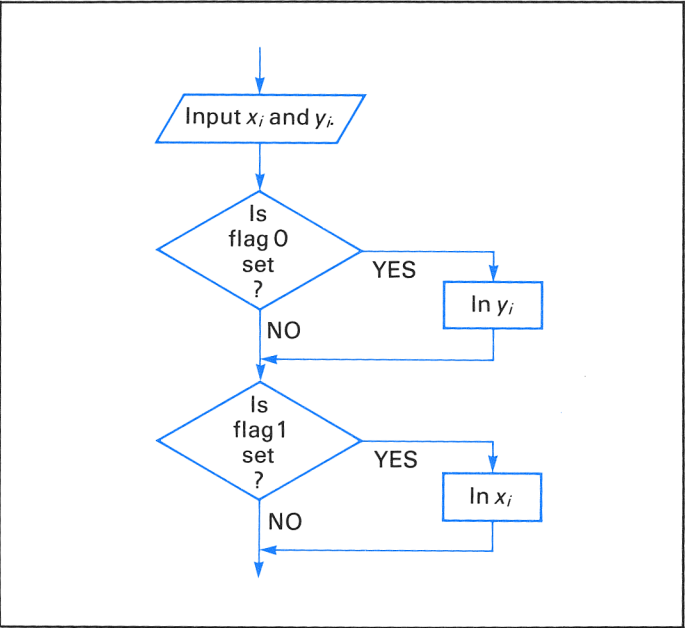 Input xᵢ and yᵢ.
Is
flag 0
set
?
YES
ln yᵢ
NO
Is
flag 1
set
?
YES
ln xᵢ
NO